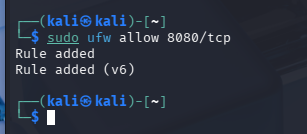 ┌──(kali㉿kali)-[~]
└─$ sudo ufw allow 8080/tcp
Rule added
Rule added (v6)
┌──(kali㉿kali)-[~]
└─$